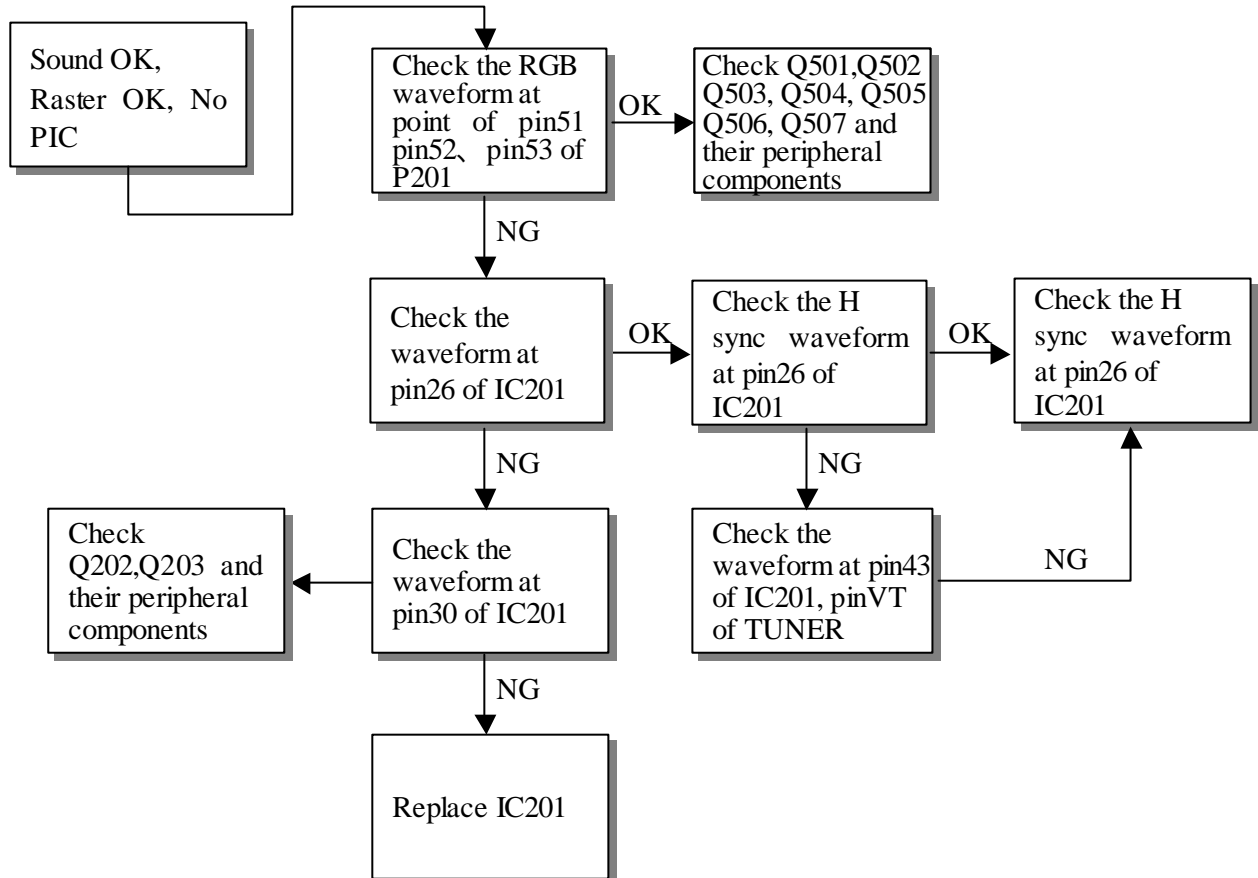 Sound OK,
Raster OK, No
PIC
Check the RGB
waveform at
point of pin51
pin52、pin53 of
P201
OK
Check Q501,Q502
Q503, Q504, Q505
Q506, Q507 and
their peripheral
components
NG
Check the
waveform at
pin26 of IC201
OK
Check the H
sync waveform
at pin26 of
IC201
OK
Check the H
sync waveform
at pin26 of
IC201
NG
NG
Check
Q202,Q203 and
their peripheral
components
Check the
waveform at
pin30 of IC201
Check the
waveform at pin43
of IC201, pinVT
of TUNER
NG
NG
Replace IC201